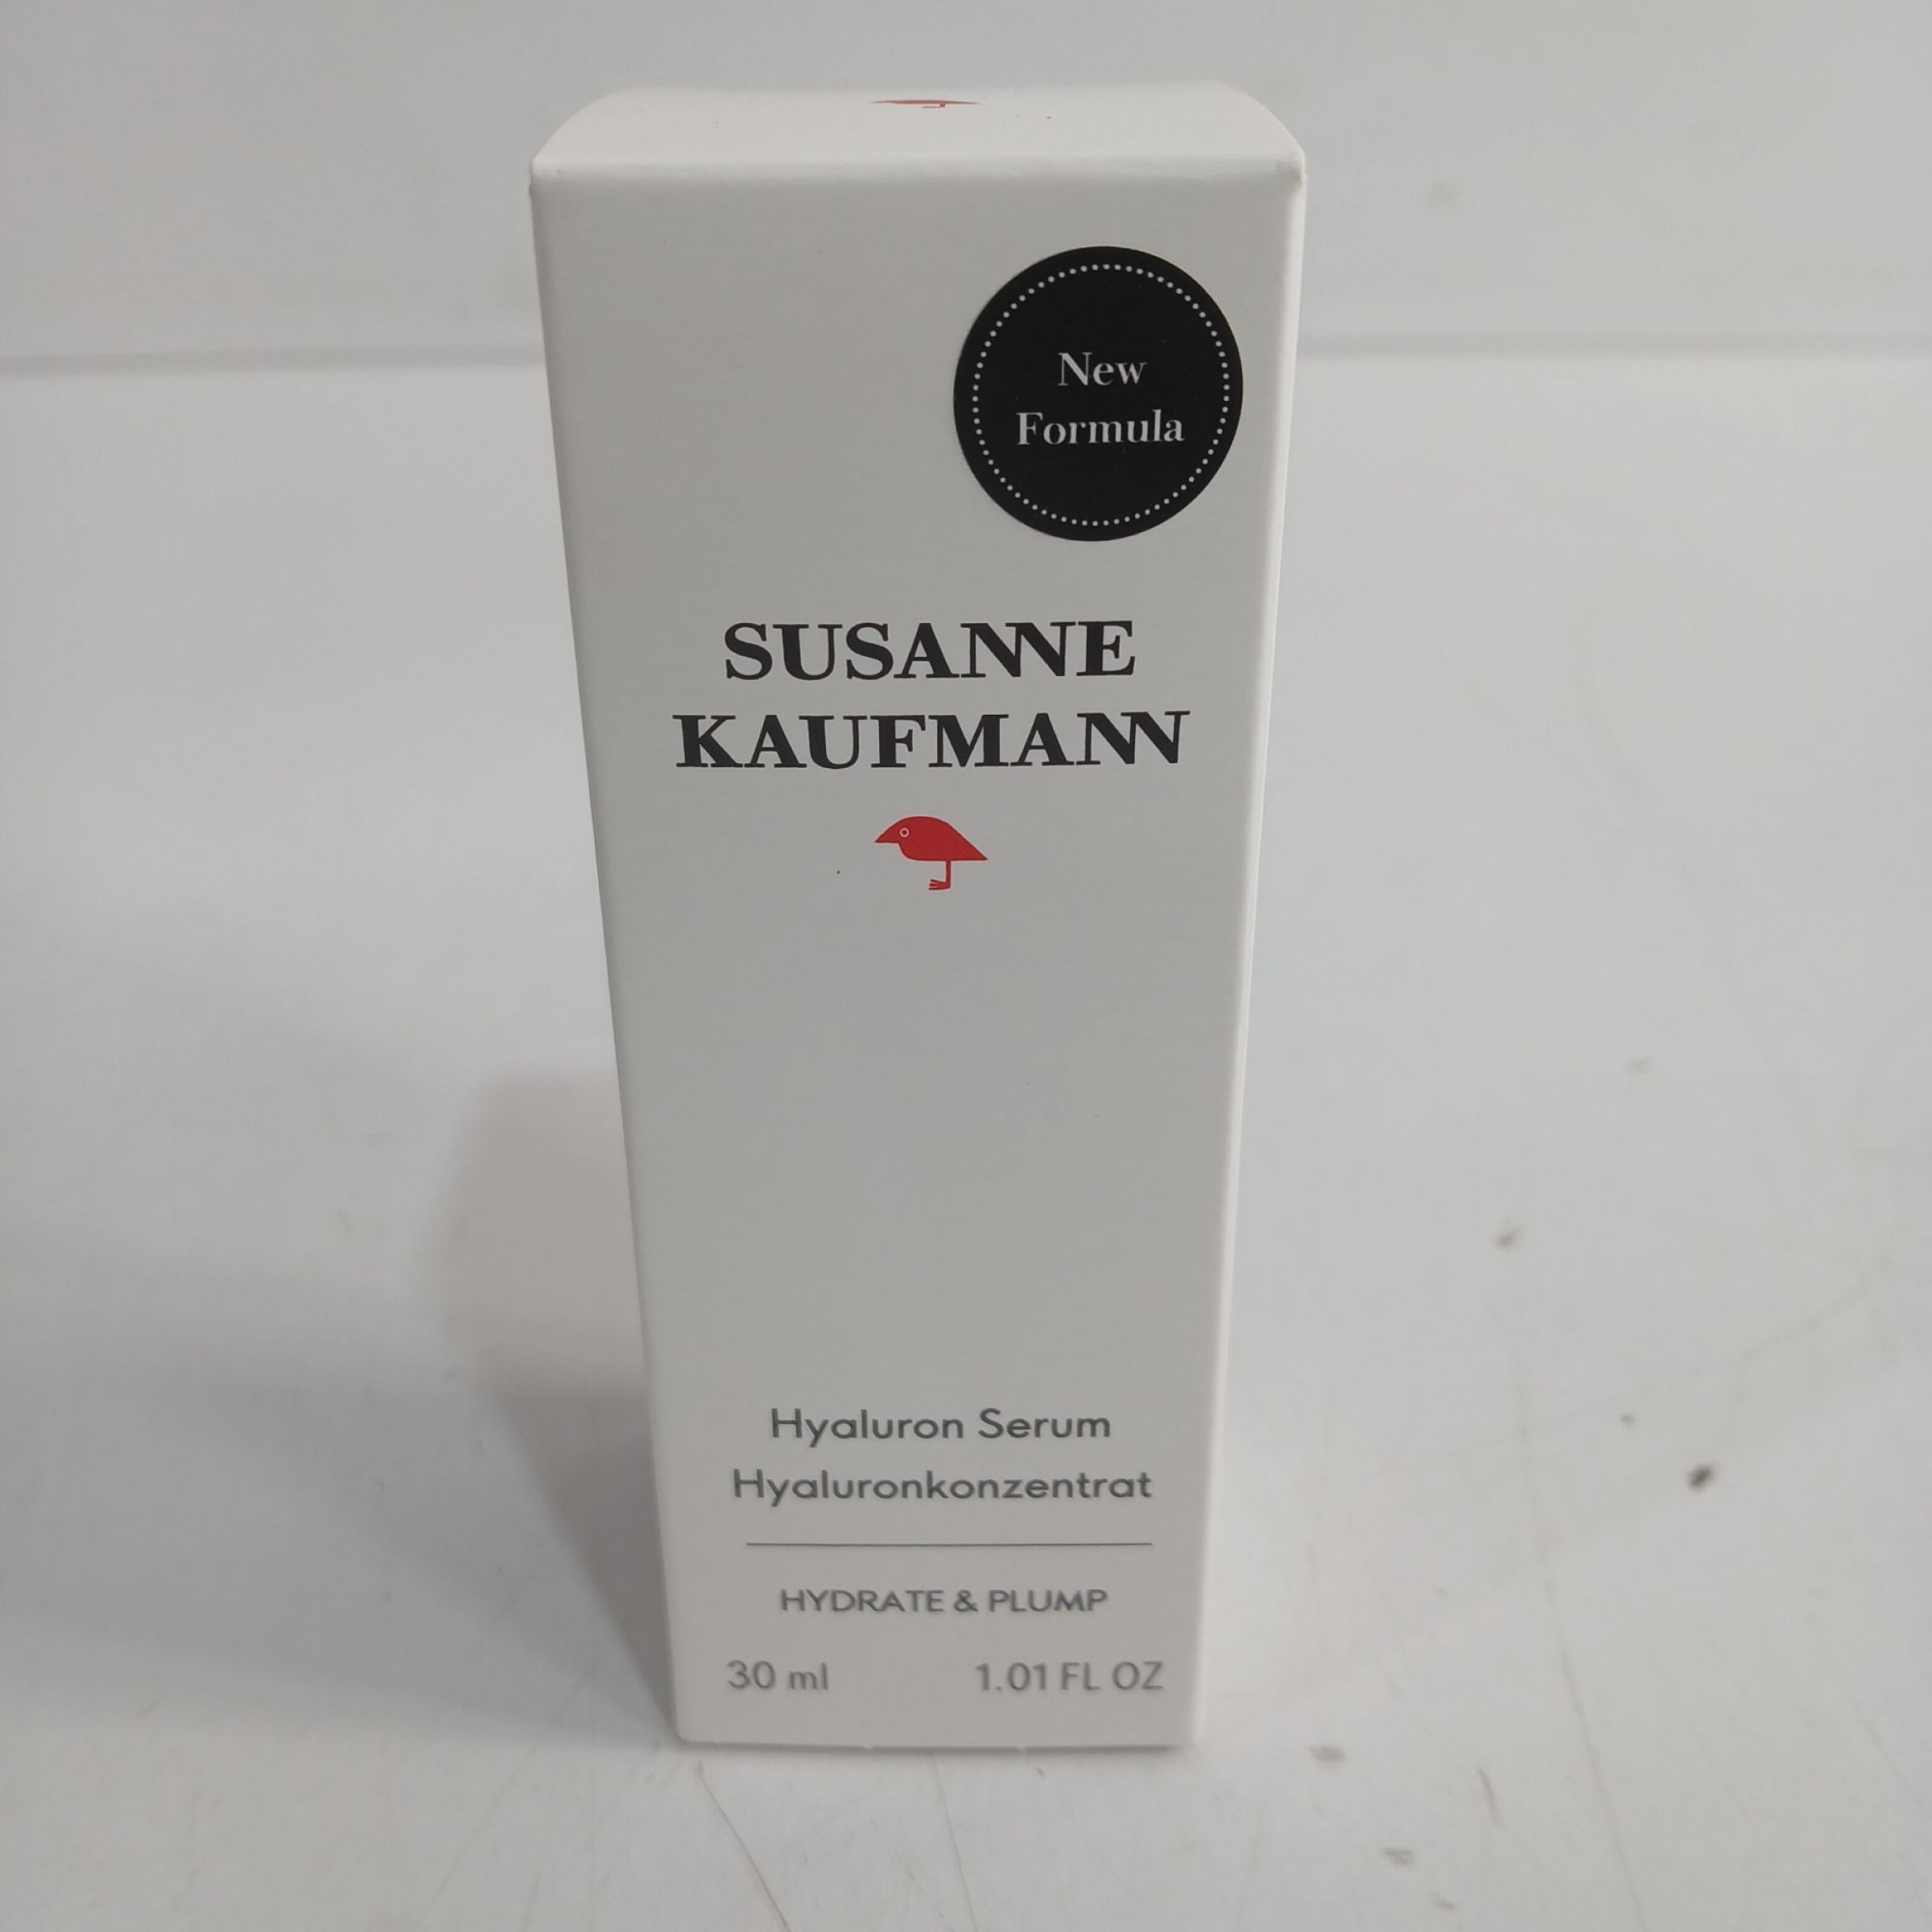 New
Formula
SUSANNE
KAUFMANN
Hyaluron Serum
Hyaluronkonzentrat
HYDRATE & PLUMP
30 ml 1.01 FL OZ